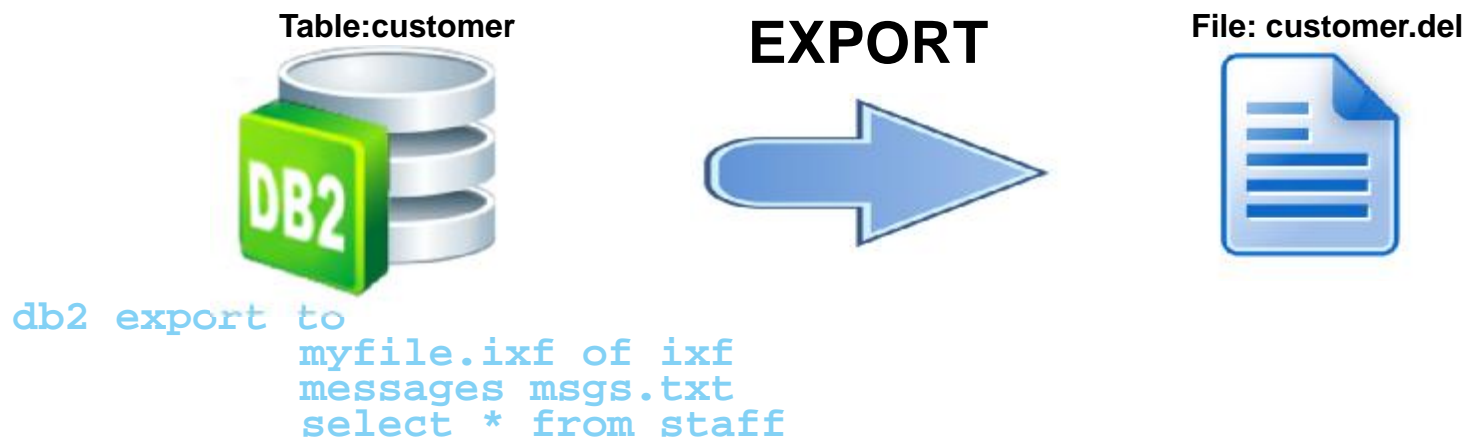 Table:customer
EXPORT
File: customer.del
DB2
db2 export to
myfile.ixf of ixf
messages msgs.txt
select * from staff